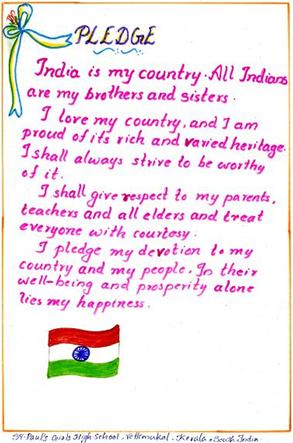 PLEDGE
India is my country. All Indians
are my brothers and sisters.
I love my country, and I am
proud of its rich and varied heritage.
I shall always strive to be worthy
of it.
I shall give respect to my parents,
teachers and all elders and treat
everyone with courtosy.
I pledge my devotion to my
country and my people. In their
well-being and prosperity alone
lies my happiness.
St. Paul's Girls High School, Vettimukal, Kerala, South India